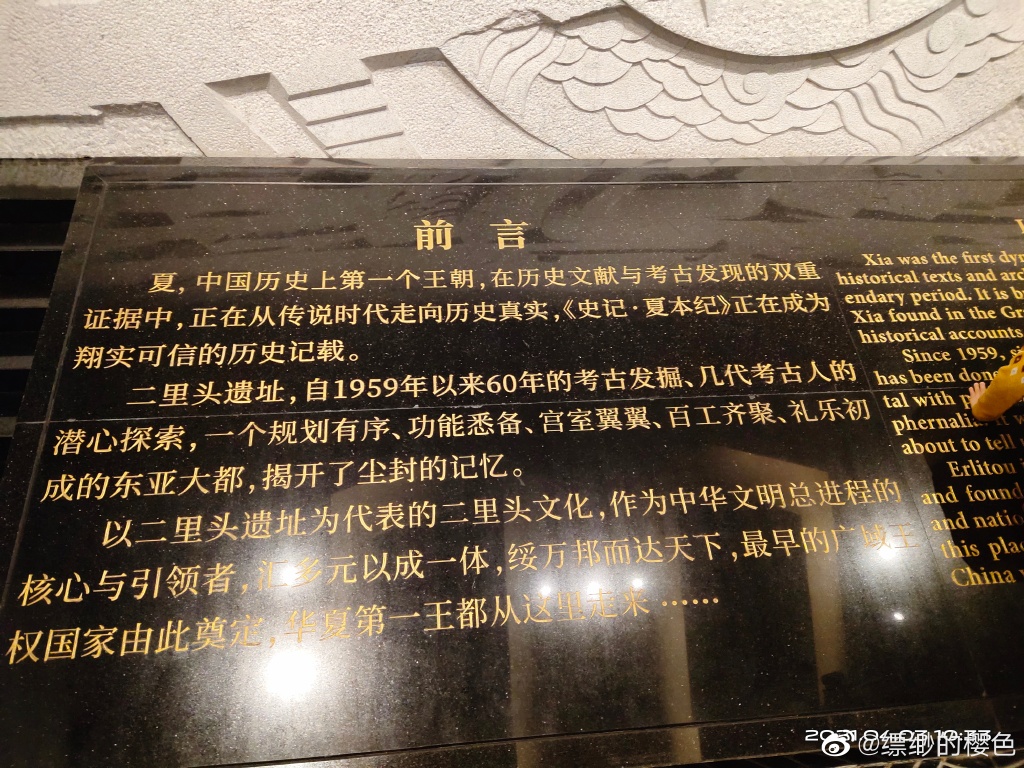 前言
夏，中国历史上第一个王朝，在历史文献与考古发现的双重
证据中，正在从传说时代走向历史真实，《史记·夏本纪》正在成为
翔实可信的历史记载。
二里头遗址，自1959年以来60年的考古发掘、几代考古人的
潜心探索，一个规划有序、功能悉备、宫室翼翼、百工齐聚、礼乐初
成的东亚大都，揭开了尘封的记忆。
以二里头遗址为代表的二里头文化，作为中华文明总进程的
核心与引领者，汇多元以成一体，绥万邦而达天下，最早的广域王
权国家由此奠定，华夏第一王都从这里走来……
Xia was the first
historical texts and
endary period. It is
Xia found in the
historical accounts
Since 1959,
has been
tal with
about to tell
Erlitou
and found
and
this
China
@缥缈的樱色